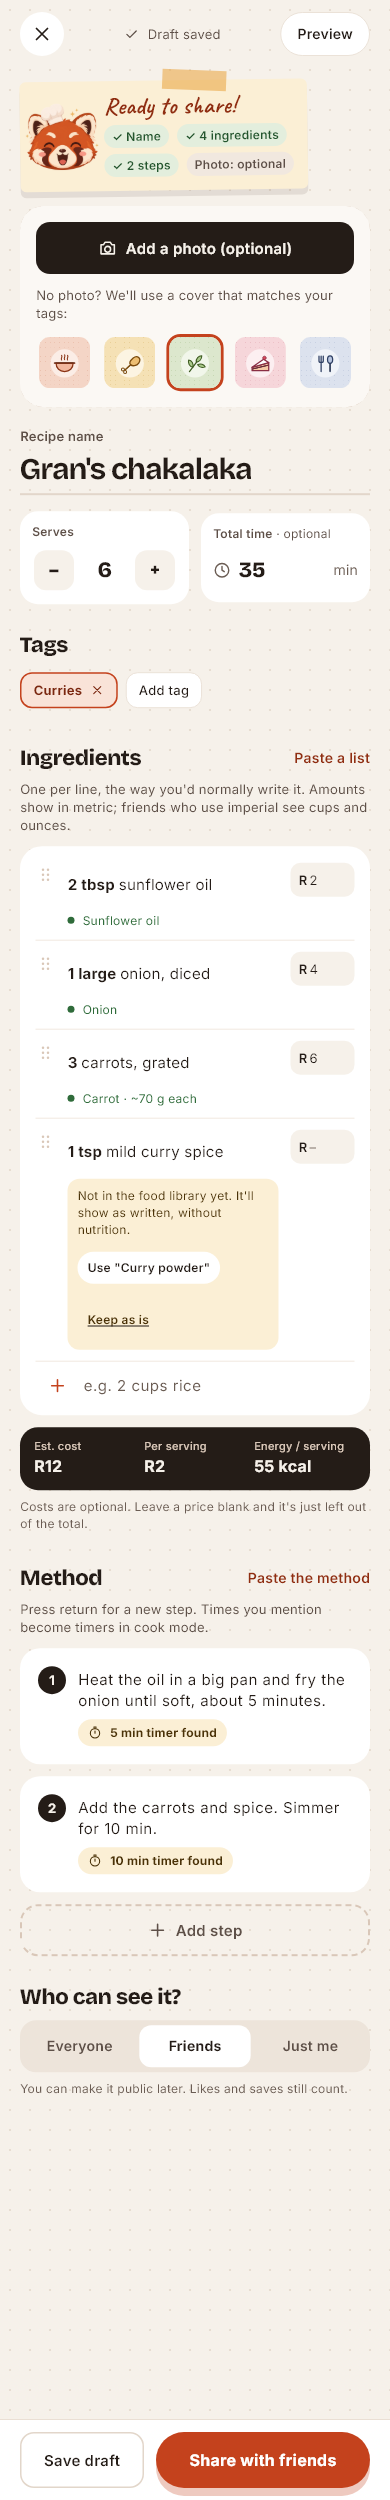 Draft saved
Preview
Ready to share!
✓ Name ✓ 4 ingredients
✓ 2 steps Photo: optional
Add a photo (optional)
No photo? We'll use a cover that matches your
tags:
Recipe name
Gran's chakalaka
Serves
– 6 +
Total time · optional
35 min
Tags
Curries ×
Add tag
Ingredients
Paste a list
One per line, the way you'd normally write it. Amounts
show in metric; friends who use imperial see cups and
ounces.
2 tbsp sunflower oil
R 2
Sunflower oil
1 large onion, diced
R 4
Onion
3 carrots, grated
R 6
Carrot · ~70 g each
1 tsp mild curry spice
R –
Not in the food library yet. It'll
show as written, without
nutrition.
Use "Curry powder"
Keep as is
+ e.g. 2 cups rice
Est. cost Per serving Energy / serving
R12 R2 55 kcal
Costs are optional. Leave a price blank and it's just left out
of the total.
Method
Paste the method
Press return for a new step. Times you mention
become timers in cook mode.
1 Heat the oil in a big pan and fry the
onion until soft, about 5 minutes.
5 min timer found
2 Add the carrots and spice. Simmer
for 10 min.
10 min timer found
+ Add step
Who can see it?
Everyone Friends Just me
You can make it public later. Likes and saves still count.
Save draft
Share with friends